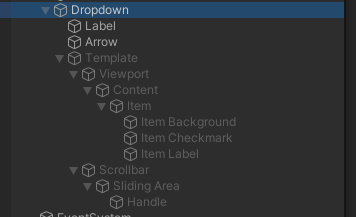 Dropdown
Label
Arrow
Template
Viewport
Content
Item
Item Background
Item Checkmark
Item Label
Scrollbar
Sliding Area
Handle
EventSystem